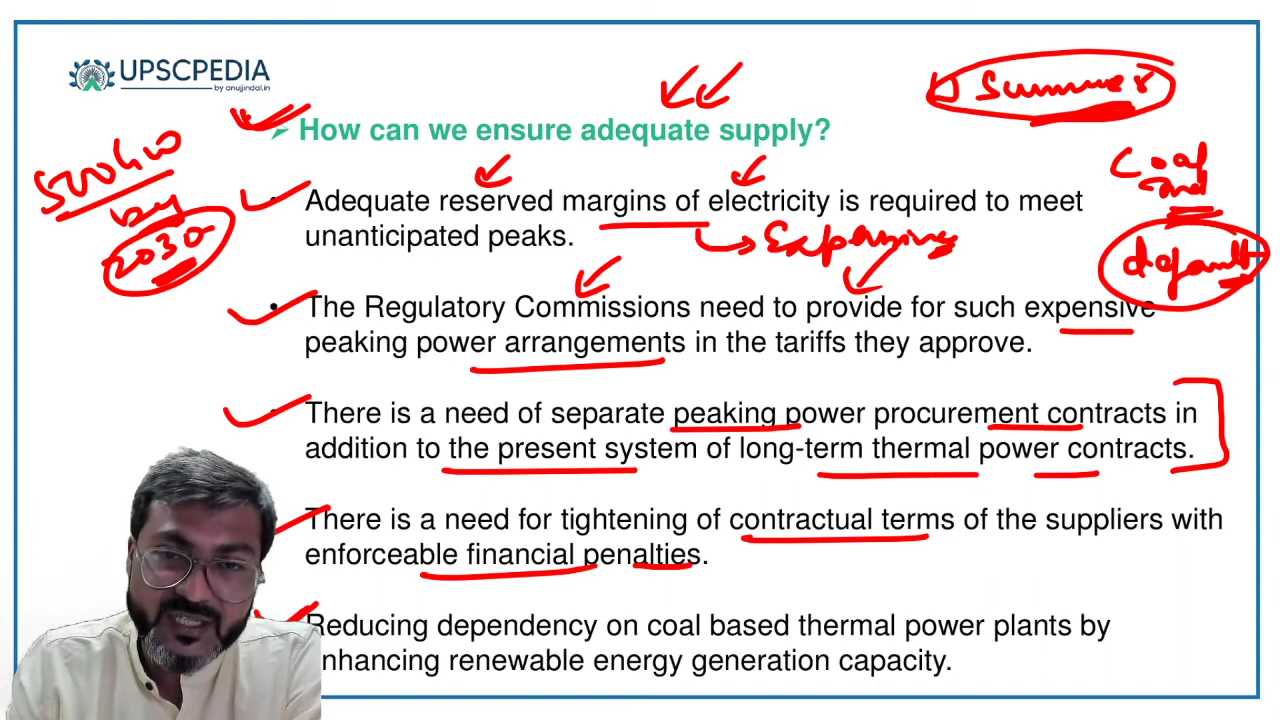 UPSCPEDIA
by anujjindal.in
Summer
How can we ensure adequate supply?
500GW
by
2030
Coal
and
default
Adequate reserved margins of electricity is required to meet
unanticipated peaks.
Expensive
The Regulatory Commissions need to provide for such expensive
peaking power arrangements in the tariffs they approve.
There is a need of separate peaking power procurement contracts in
addition to the present system of long-term thermal power contracts.
There is a need for tightening of contractual terms of the suppliers with
enforceable financial penalties.
Reducing dependency on coal based thermal power plants by
enhancing renewable energy generation capacity.